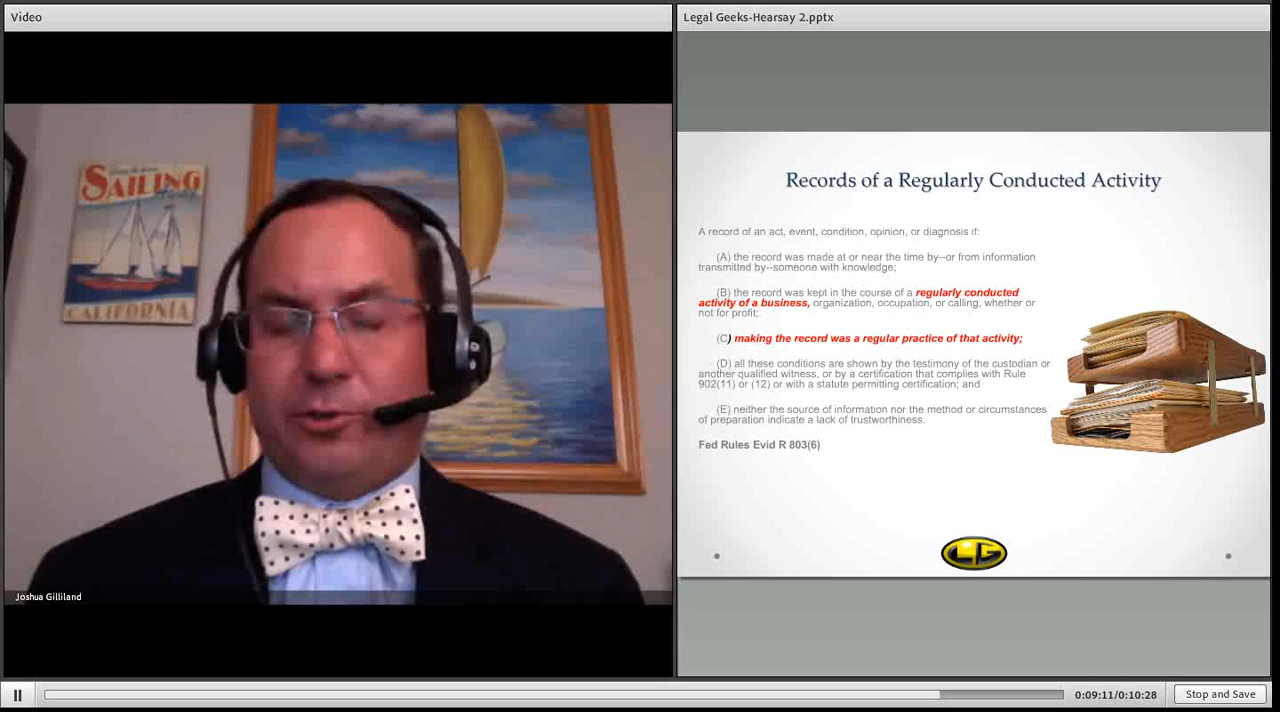 Video
SAILING
CALIFORNIA
Joshua Gilliland
Legal Geeks-Hearsay 2.pptx
Records of a Regularly Conducted Activity
A record of an act, event, condition, opinion, or diagnosis if:
(A) the record was made at or near the time by--or from information
transmitted by--someone with knowledge;
(B) the record was kept in the course of a regularly conducted
activity of a business, organization, occupation, or calling, whether or
not for profit;
(C) making the record was a regular practice of that activity;
(D) all these conditions are shown by the testimony of the custodian or
another qualified witness, or by a certification that complies with Rule
902(11) or (12) or with a statute permitting certification; and
(E) neither the source of information nor the method or circumstances
of preparation indicate a lack of trustworthiness.
Fed Rules Evid R 803(6)
LG
0:09:11/0:10:28
Stop and Save